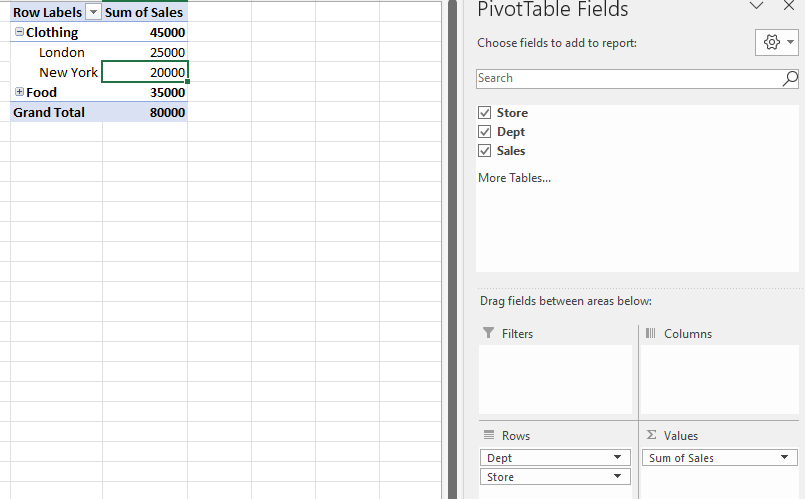 Row Labels Sum of Sales
Clothing 45000
London 25000
New York 20000
Food 35000
Grand Total 80000
PivotTable Fields
Choose fields to add to report:
Search
Store
Dept
Sales
More Tables...
Drag fields between areas below:
Filters
Columns
Rows
Dept
Store
Σ Values
Sum of Sales